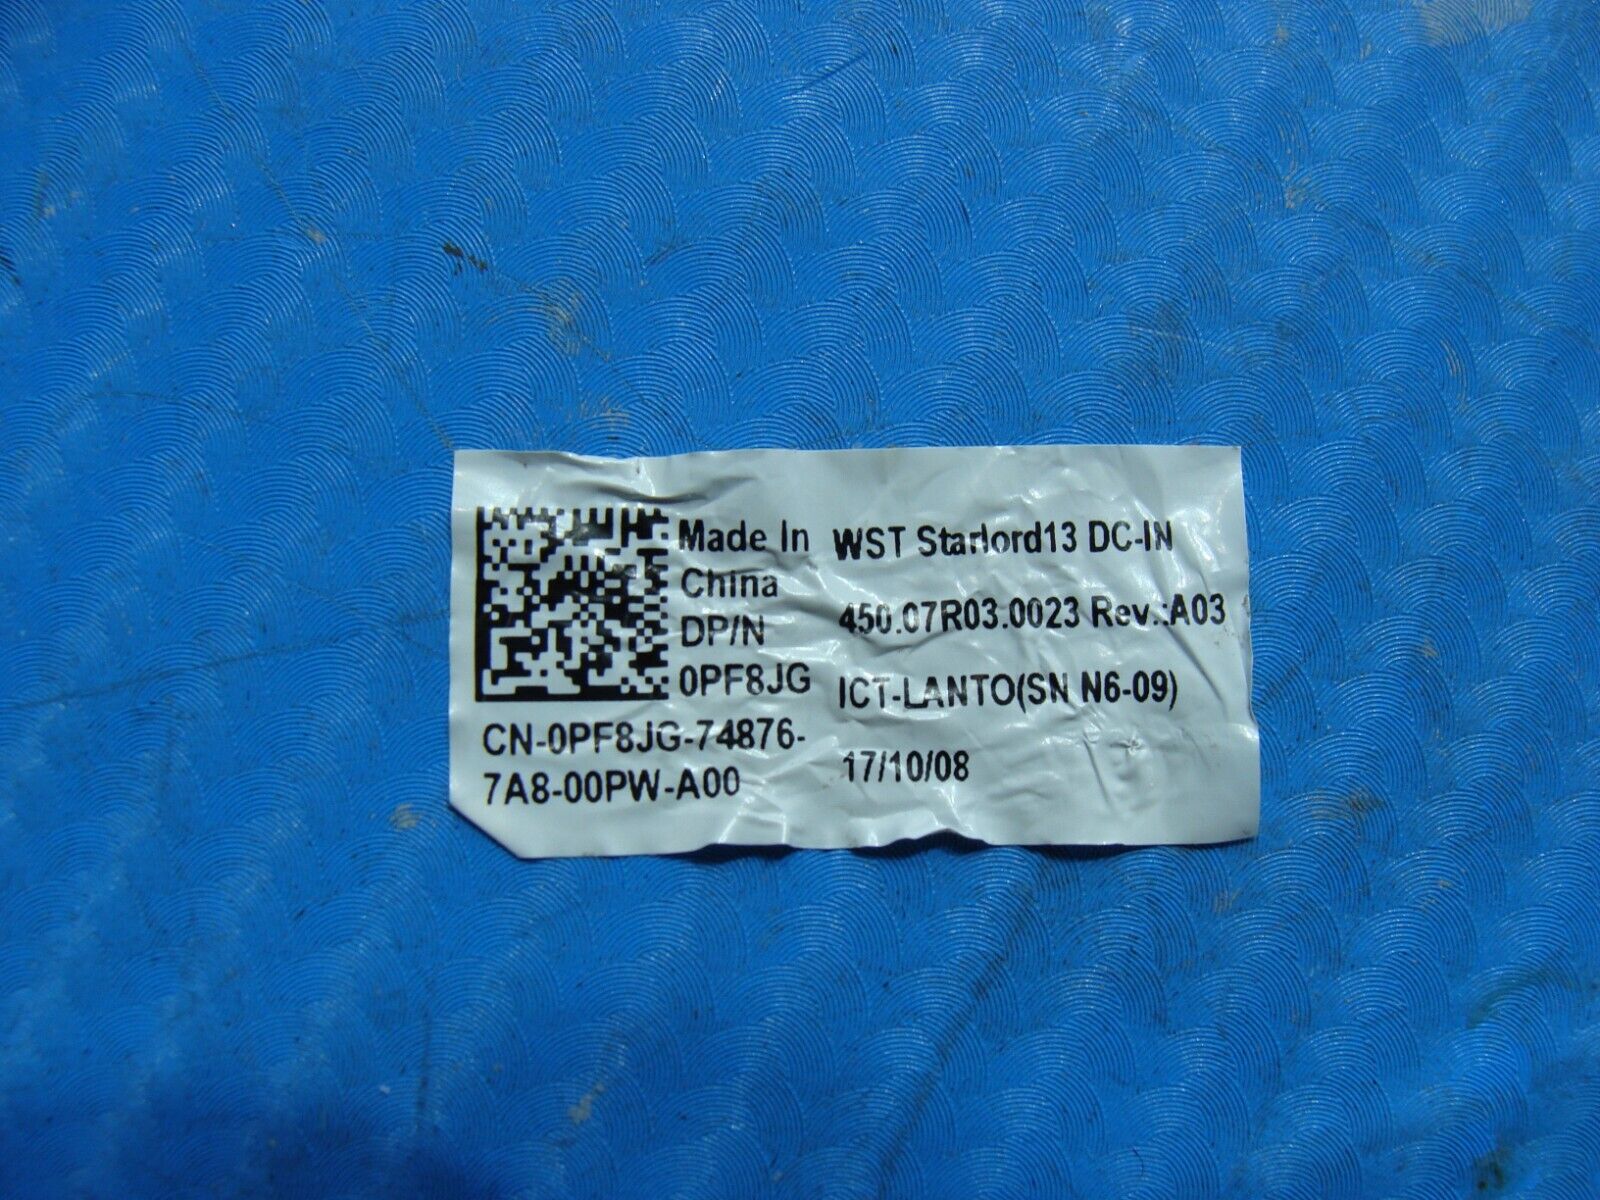 Made In
China
DP/N
0PF8JG
CN-0PF8JG-74876-
7A8-00PW-A00
WST Starlord13 DC-IN
450.07R03.0023 Rev.:A03
ICT-LANTO(SN N6-09)
17/10/08